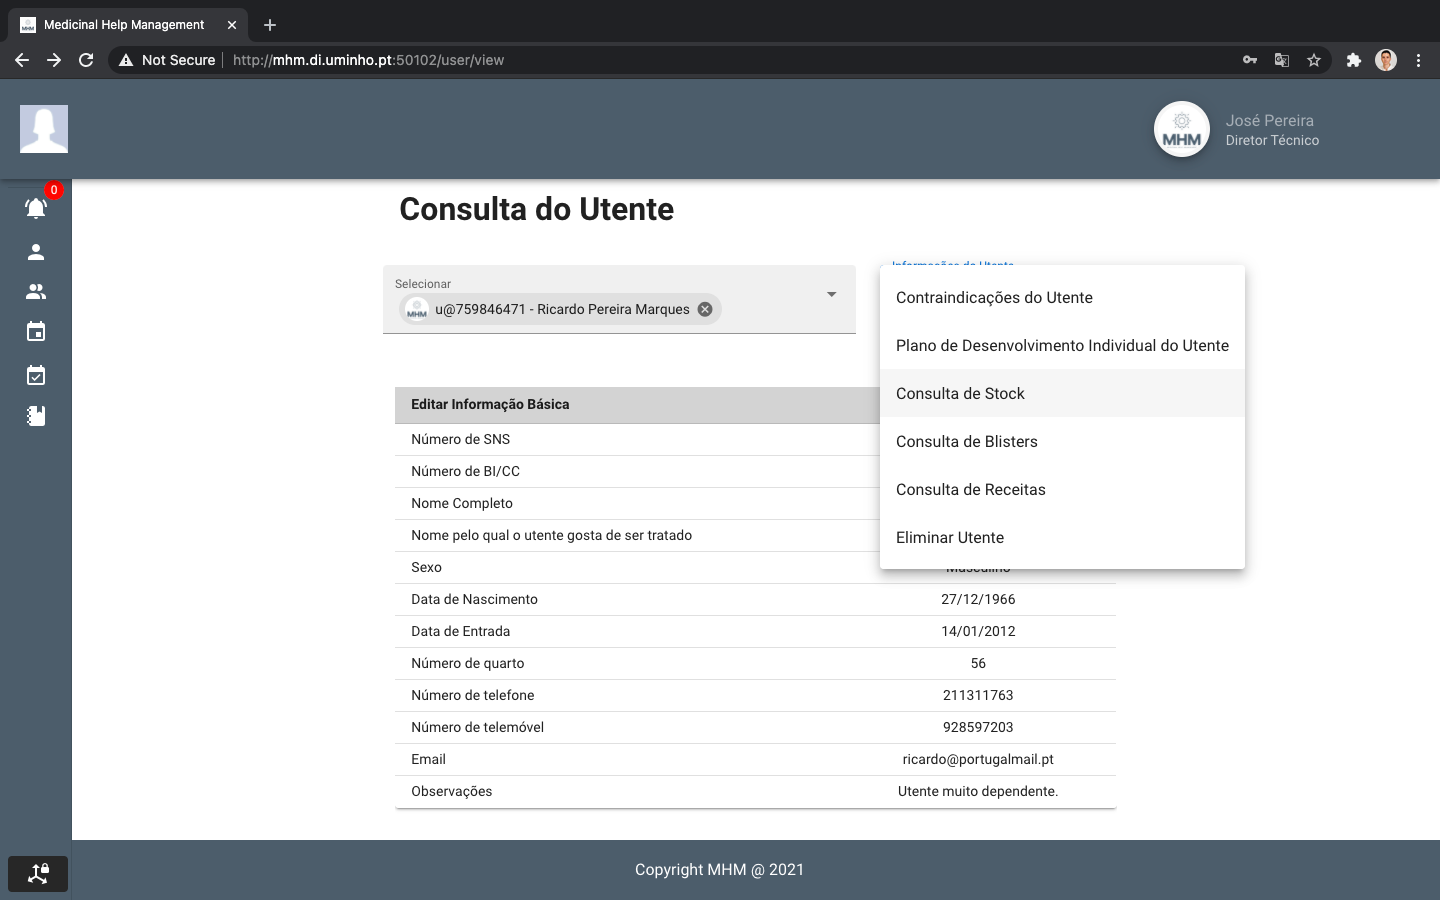 Medicinal Help Management
Not Secure
http://mhm.di.uminho.pt:50102/user/view
MHM
José Pereira
Diretor Técnico
0
Consulta do Utente
Selecionar
MHM
u@759846471 - Ricardo Pereira Marques
Informações do Utente
Contraindicações do Utente
Plano de Desenvolvimento Individual do Utente
Consulta de Stock
Consulta de Blisters
Consulta de Receitas
Eliminar Utente
Editar Informação Básica
Número de SNS
Número de BI/CC
Nome Completo
Nome pelo qual o utente gosta de ser tratado
Sexo Masculino
Data de Nascimento 27/12/1966
Data de Entrada 14/01/2012
Número de quarto 56
Número de telefone 211311763
Número de telemóvel 928597203
Email ricardo@portugalmail.pt
Observações Utente muito dependente.
Copyright MHM @ 2021